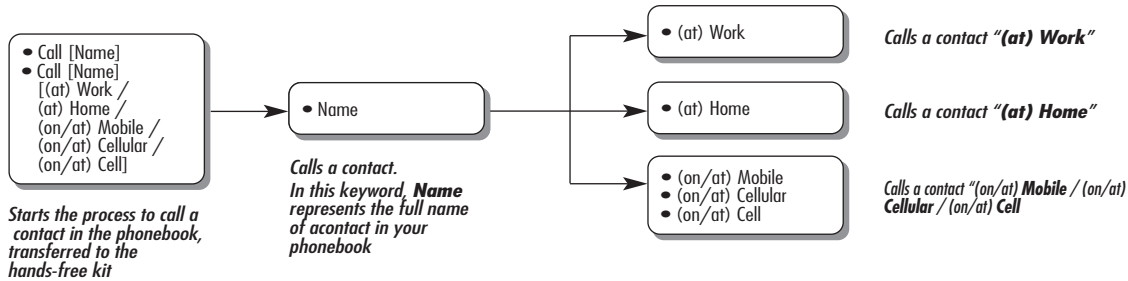 • Call [Name]
• Call [Name]
[(at) Work /
(at) Home /
(on/at) Mobile /
(on/at) Cellular /
(on/at) Cell]
Starts the process to call a
contact in the phonebook,
transferred to the
hands-free kit
• Name
Calls a contact.
In this keyword, Name
represents the full name
of acontact in your
phonebook
• (at) Work
Calls a contact “(at) Work”
• (at) Home
Calls a contact “(at) Home”
• (on/at) Mobile
• (on/at) Cellular
• (on/at) Cell
Calls a contact “(on/at) Mobile / (on/at)
Cellular / (on/at) Cell